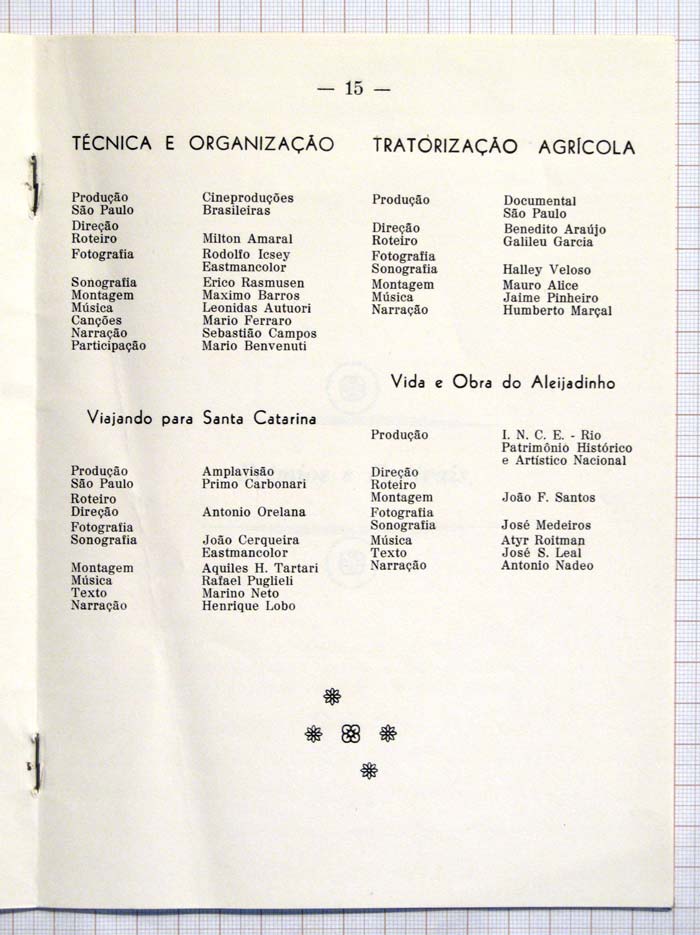 — 15 —
TÉCNICA E ORGANIZAÇÃO
Produção Cineproduções
São Paulo Brasileiras
Direção
Roteiro Milton Amaral
Fotografia Rodolfo Icsey
Eastmancolor
Sonografia Erico Rasmusen
Montagem Maximo Barros
Música Leonidas Autuori
Canções Mario Ferraro
Narração Sebastião Campos
Participação Mario Benvenuti
Viajando para Santa Catarina
Produção Amplavisão
São Paulo Primo Carbonari
Roteiro
Direção Antonio Orelana
Fotografia
Sonografia João Cerqueira
Eastmancolor
Montagem Aquiles H. Tartari
Música Rafael Puglieli
Texto Marino Neto
Narração Henrique Lobo
TRATORIZAÇÃO AGRÍCOLA
Produção Documental
São Paulo
Direção Benedito Araújo
Roteiro Galileu Garcia
Fotografia
Sonografia Halley Veloso
Montagem Mauro Alice
Música Jaime Pinheiro
Narração Humberto Marçal
Vida e Obra do Aleijadinho
Produção I. N. C. E. - Rio
Patrimônio Histórico
e Artístico Nacional
Direção
Roteiro
Montagem João F. Santos
Fotografia
Sonografia José Medeiros
Música Atyr Roitman
Texto José S. Leal
Narração Antonio Nadeo